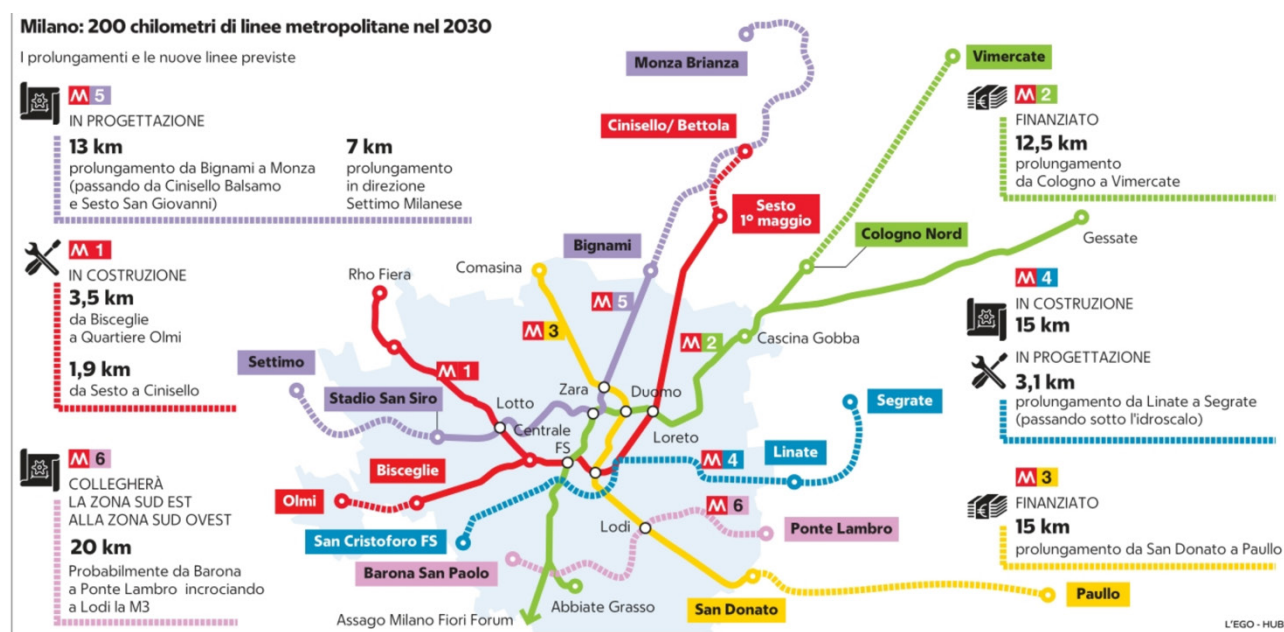 Milano: 200 chilometri di linee metropolitane nel 2030
I prolungamenti e le nuove linee previste
M 5
IN PROGETTAZIONE
13 km
prolungamento da Bignami a Monza
(passando da Cinisello Balsamo
e Sesto San Giovanni)
7 km
prolungamento
in direzione
Settimo Milanese
M 1
IN COSTRUZIONE
3,5 km
da Bisceglie
a Quartiere Olmi
1,9 km
da Sesto a Cinisello
M 6
COLLEGHERÀ
LA ZONA SUD EST
ALLA ZONA SUD OVEST
20 km
Probabilmente da Barona
a Ponte Lambro incrociando
a Lodi la M3
Monza Brianza
Vimercate
Cinisello/ Bettola
Sesto
1º maggio
Cologno Nord
Gessate
Bignami
Comasina
Rho Fiera
M 5
M 3
M 2
Cascina Gobba
M 1
Settimo
Stadio San Siro
Lotto
Zara
Duomo
Centrale
FS
Loreto
Segrate
Bisceglie
M 4
Linate
Olmi
M 6
San Cristoforo FS
Lodi
Ponte Lambro
Barona San Paolo
Abbiate Grasso
San Donato
Paullo
Assago Milano Fiori Forum
M 2
FINANZIATO
12,5 km
prolungamento
da Cologno a Vimercate
M 4
IN COSTRUZIONE
15 km
IN PROGETTAZIONE
3,1 km
prolungamento da Linate a Segrate
(passando sotto l'idroscalo)
M 3
FINANZIATO
15 km
prolungamento da San Donato a Paullo
L'EGO - HUB